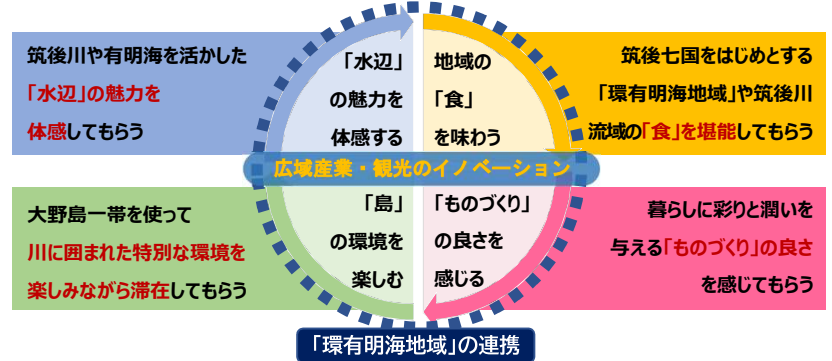 筑後川や有明海を活かした
「水辺」の魅力を
体感してもらう
「水辺」
の魅力を
体感する
地域の
「食」
を味わう
筑後七国をはじめとする
「環有明海地域」や筑後川
流域の「食」を堪能してもらう
広域産業・観光のイノベーション
大野島一帯を使って
川に囲まれた特別な環境を
楽しみながら滞在してもらう
「島」
の環境を
楽しむ
「ものづくり」
の良さを
感じる
暮らしに彩りと潤いを
与える「ものづくり」の良さ
を感じてもらう
「環有明海地域」の連携